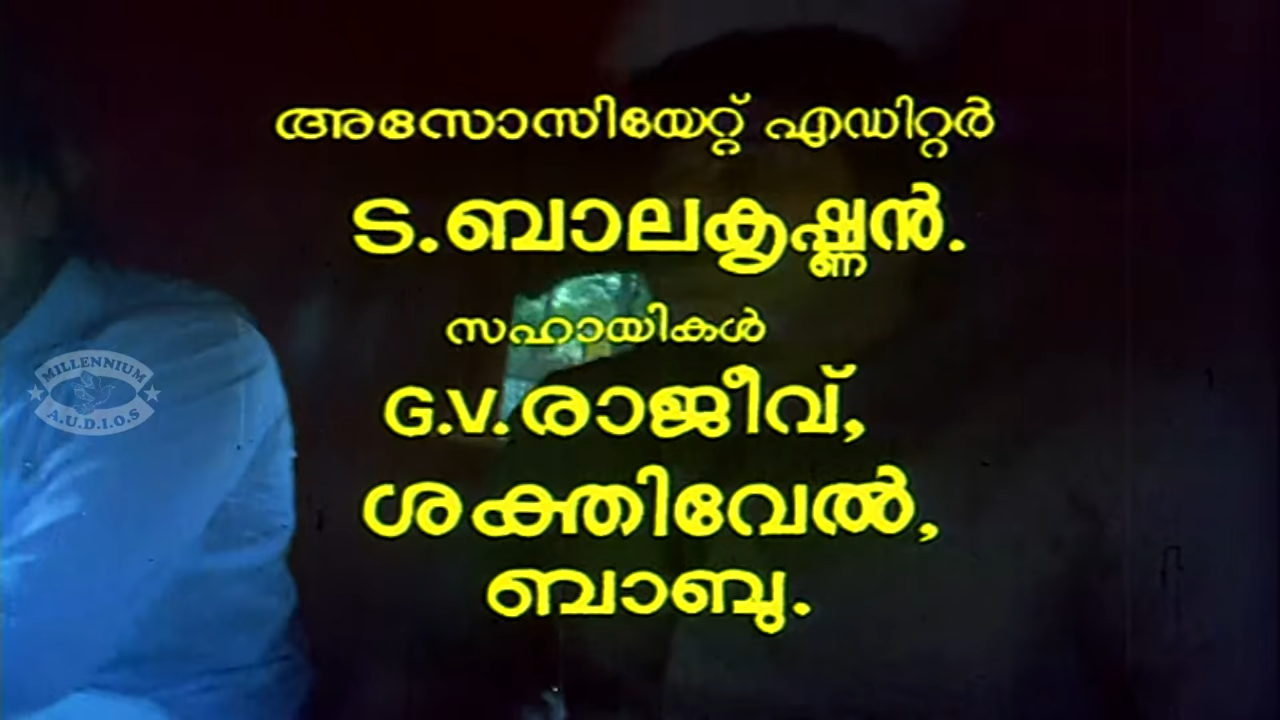 അസോസിയേറ്റ് എഡിറ്റർ
ട.ബാലകൃഷ്ണൻ.
സഹായികൾ
G.V.രാജീവ്,
ശക്തിവേൽ,
ബാബു.
MILLENNIUM
A.U.D.I.O.S